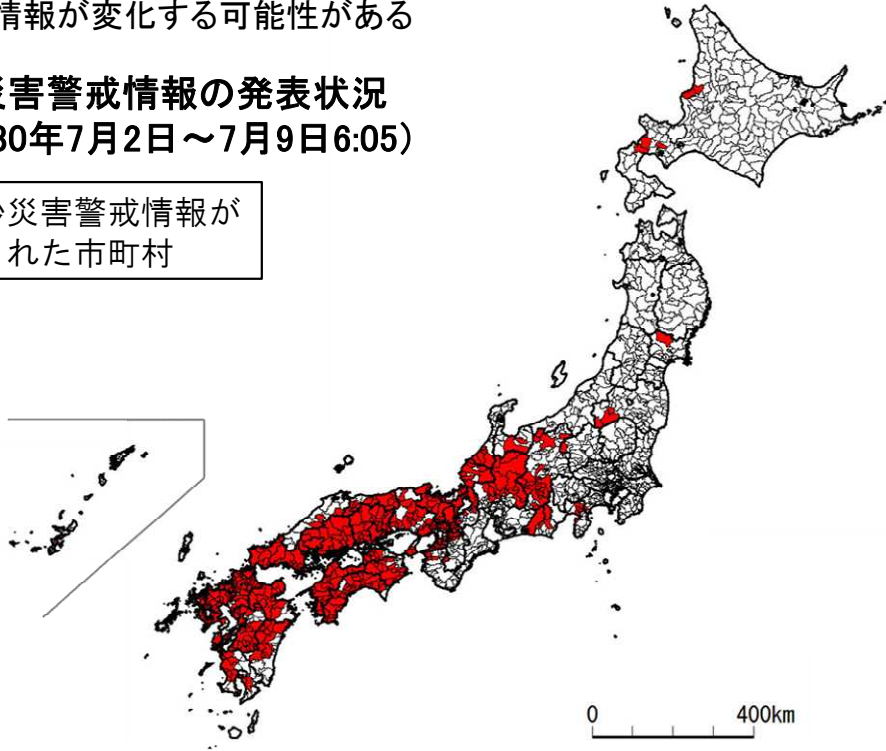 情報が変化する可能性がある
災害警戒情報の発表状況
30年7月2日～7月9日6:05）
災害警戒情報が
れた市町村
0 400km